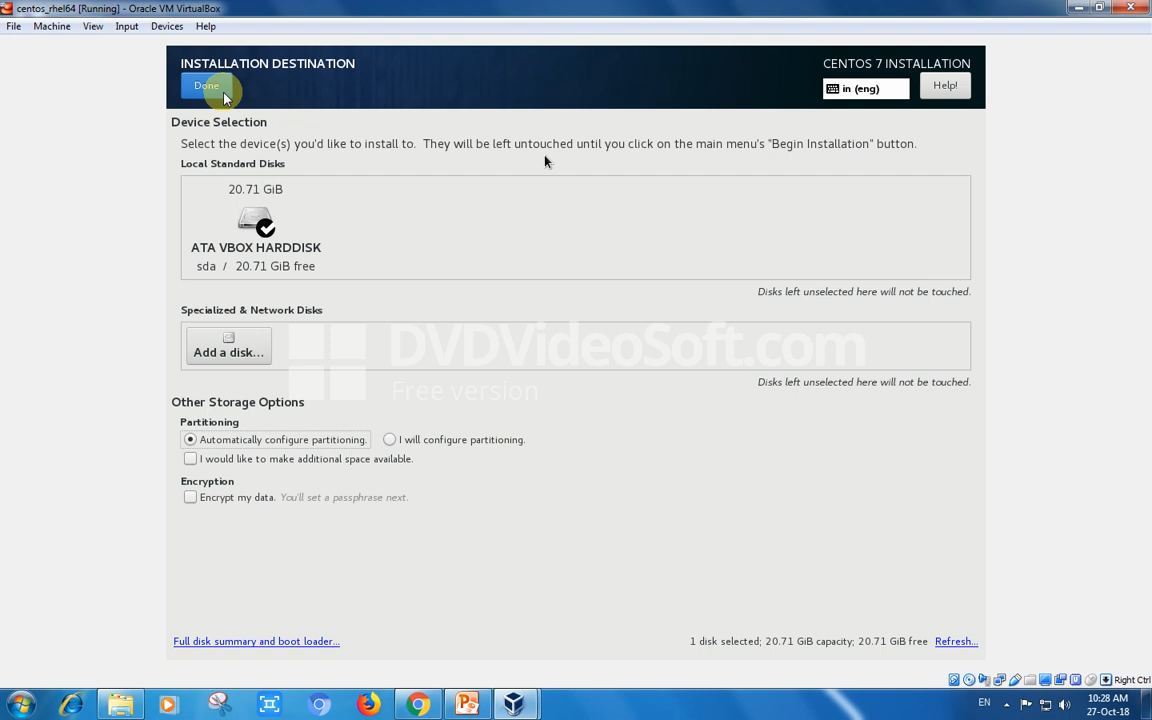 centos_rhel64 [Running] - Oracle VM VirtualBox
File Machine View Input Devices Help
INSTALLATION DESTINATION
CENTOS 7 INSTALLATION
Done
in (eng)
Help!
Device Selection
Select the device(s) you'd like to install to. They will be left untouched until you click on the main menu's "Begin Installation" button.
Local Standard Disks
20.71 GiB
ATA VBOX HARDDISK
sda / 20.71 GiB free
Disks left unselected here will not be touched.
Specialized & Network Disks
Add a disk...
DVDVideoSoft.com
Free version
Disks left unselected here will not be touched.
Other Storage Options
Partitioning
Automatically configure partitioning. I will configure partitioning.
I would like to make additional space available.
Encryption
Encrypt my data. You'll set a passphrase next.
Full disk summary and boot loader...
1 disk selected; 20.71 GiB capacity; 20.71 GiB free Refresh...
Right Ctrl
EN
10:28 AM
27-Oct-18